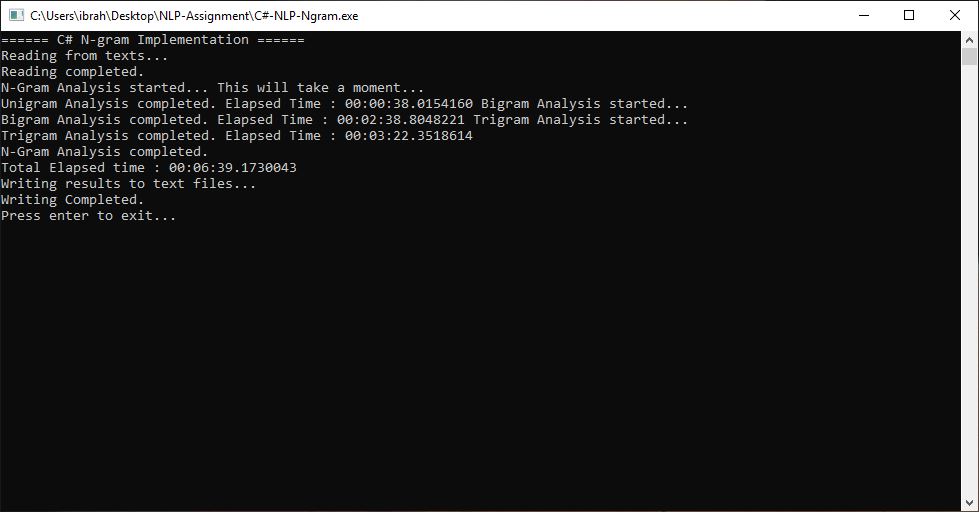 C:\Users\ibrah\Desktop\NLP-Assignment\C#-NLP-Ngram.exe
====== C# N-gram Implementation ======
Reading from texts...
Reading completed.
N-Gram Analysis started... This will take a moment...
Unigram Analysis completed. Elapsed Time : 00:00:38.0154160 Bigram Analysis started...
Bigram Analysis completed. Elapsed Time : 00:02:38.8048221 Trigram Analysis started...
Trigram Analysis completed. Elapsed Time : 00:03:22.3518614
N-Gram Analysis completed.
Total Elapsed time : 00:06:39.1730043
Writing results to text files...
Writing Completed.
Press enter to exit...